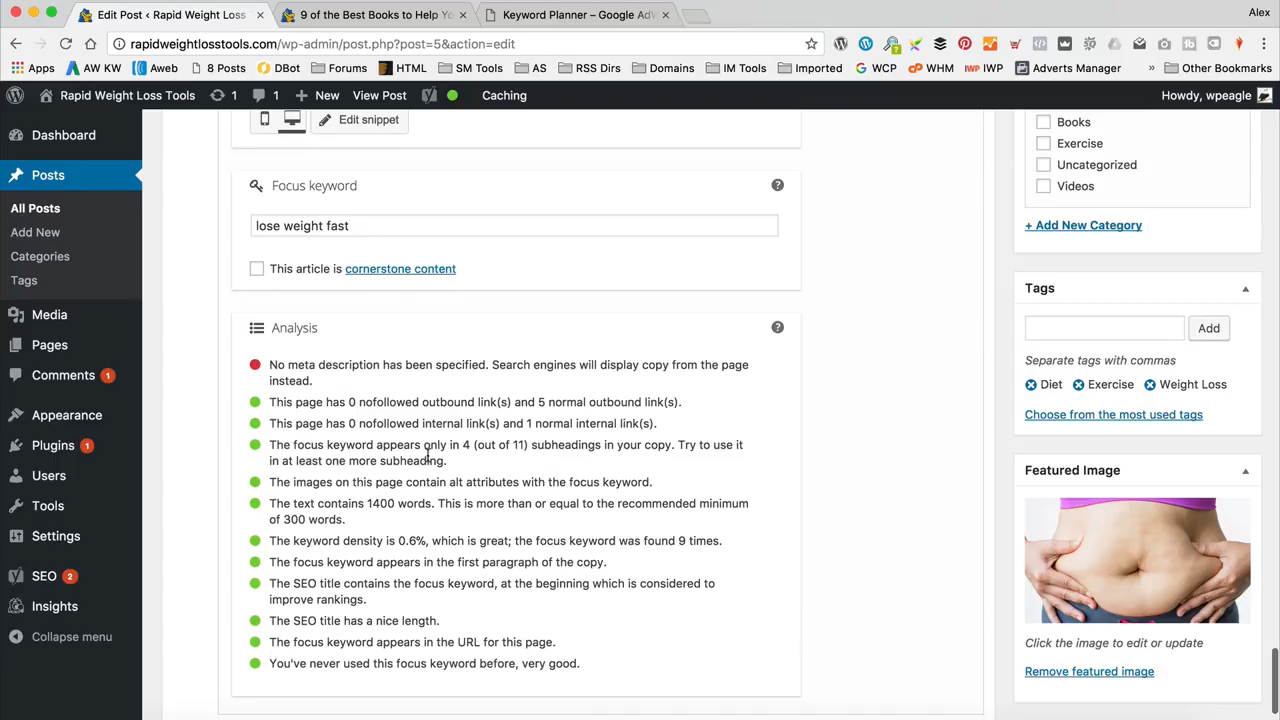 Edit Post ‹ Rapid Weight Loss
9 of the Best Books to Help Yo
Keyword Planner – Google AdW
Alex
rapidweightlosstools.com/wp-admin/post.php?post=5&action=edit
Apps
AW KW
Aweb
8 Posts
DBot
Forums
HTML
SM Tools
AS
RSS Dirs
Domains
IM Tools
Imported
WCP
WHM
IWP
Adverts Manager
»
Other Bookmarks
Rapid Weight Loss Tools
1
1
New
View Post
Caching
Howdy, wpeagle
Dashboard
Posts
All Posts
Add New
Categories
Tags
Media
Pages
Comments 1
Appearance
Plugins 1
Users
Tools
Settings
SEO 2
Insights
Collapse menu
Edit snippet
Focus keyword
lose weight fast
This article is cornerstone content
Analysis
No meta description has been specified. Search engines will display copy from the page
instead.
This page has 0 nofollowed outbound link(s) and 5 normal outbound link(s).
This page has 0 nofollowed internal link(s) and 1 normal internal link(s).
The focus keyword appears only in 4 (out of 11) subheadings in your copy. Try to use it
in at least one more subheading.
The images on this page contain alt attributes with the focus keyword.
The text contains 1400 words. This is more than or equal to the recommended minimum
of 300 words.
The keyword density is 0.6%, which is great; the focus keyword was found 9 times.
The focus keyword appears in the first paragraph of the copy.
The SEO title contains the focus keyword, at the beginning which is considered to
improve rankings.
The SEO title has a nice length.
The focus keyword appears in the URL for this page.
You've never used this focus keyword before, very good.
Books
Exercise
Uncategorized
Videos
+ Add New Category
Tags
Add
Separate tags with commas
Diet
Exercise
Weight Loss
Choose from the most used tags
Featured Image
Click the image to edit or update
Remove featured image